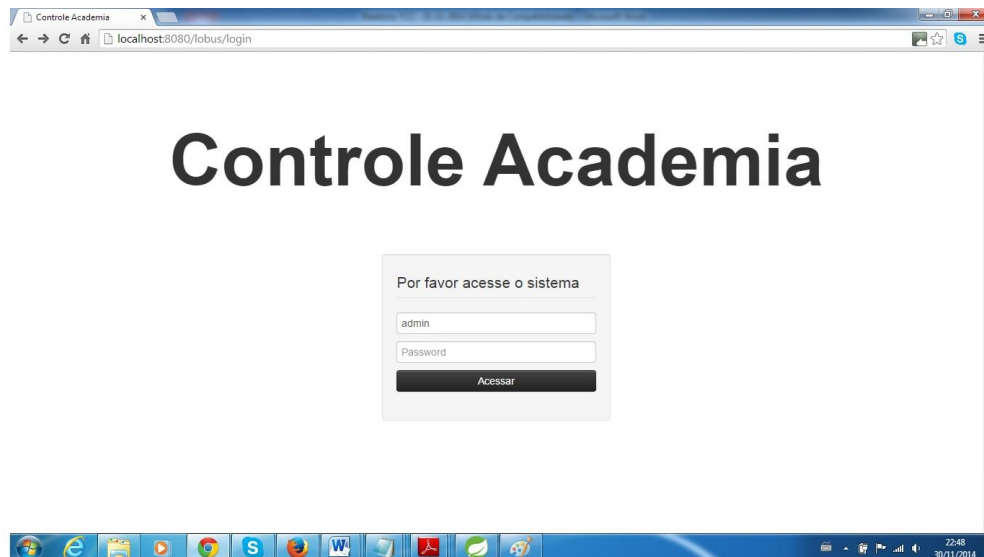 Controle Academia
localhost:8080/lobus/login
Controle Academia
Por favor acesse o sistema
admin
Password
Acessar
22:48
30/11/2014